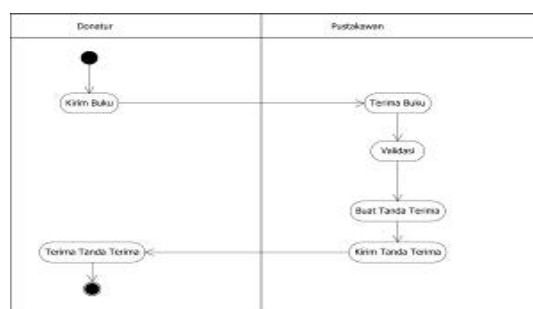 Donatur
Pustakawan
Kirim Buku
Terima Buku
Validasi
Buat Tanda Terima
Terima Tanda Terima
Kirim Tanda Terima